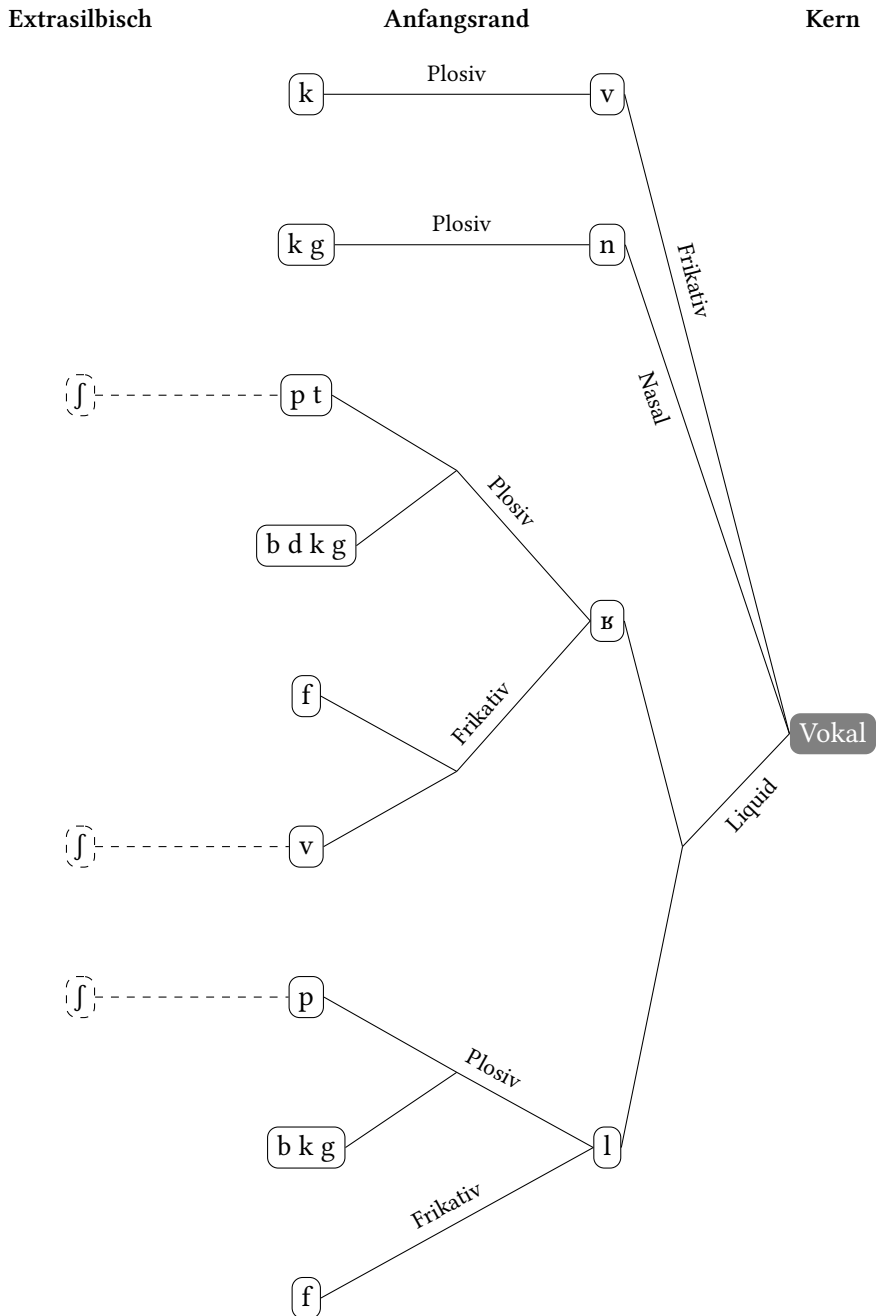 Extrasilbisch Anfangsrand Kern
k Plosiv v
k g Plosiv n
Frikativ
Nasal
ʃ p t
Plosiv
b d k g
ʁ
f Frikativ
Vokal
Liquid
ʃ v
ʃ p
Plosiv
b k g l
Frikativ
f